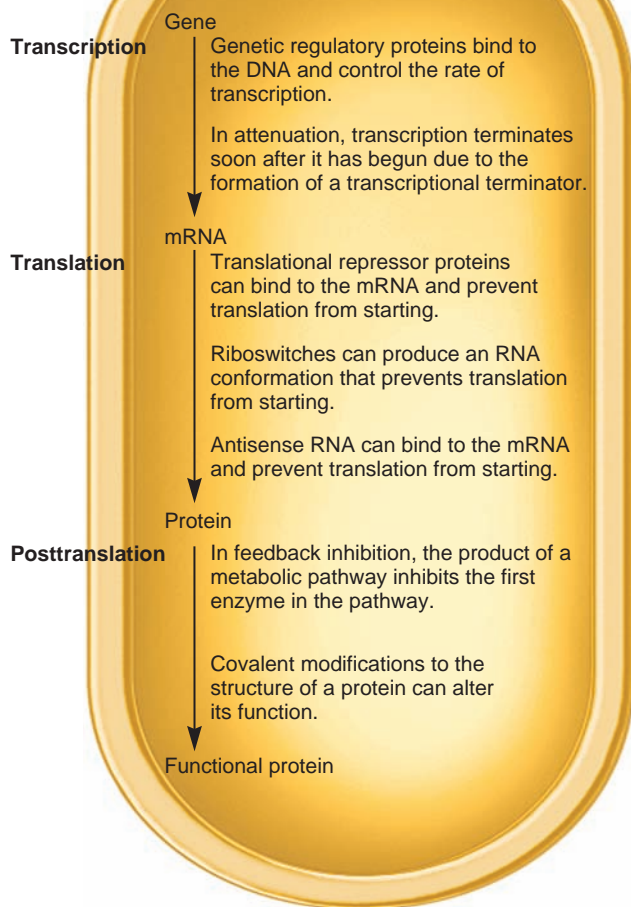 Gene
Transcription
Genetic regulatory proteins bind to
the DNA and control the rate of
transcription.
In attenuation, transcription terminates
soon after it has begun due to the
formation of a transcriptional terminator.
mRNA
Translation
Translational repressor proteins
can bind to the mRNA and prevent
translation from starting.
Riboswitches can produce an RNA
conformation that prevents translation
from starting.
Antisense RNA can bind to the mRNA
and prevent translation from starting.
Protein
Posttranslation
In feedback inhibition, the product of a
metabolic pathway inhibits the first
enzyme in the pathway.
Covalent modifications to the
structure of a protein can alter
its function.
Functional protein